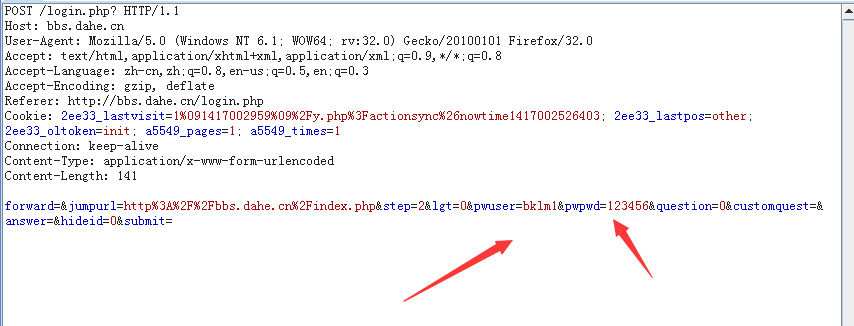 POST /login.php? HTTP/1.1
Host: bbs.dahe.cn
User-Agent: Mozilla/5.0 (Windows NT 6.1; WOW64; rv:32.0) Gecko/20100101 Firefox/32.0
Accept: text/html,application/xhtml+xml,application/xml;q=0.9,*/*;q=0.8
Accept-Language: zh-cn,zh;q=0.8,en-us;q=0.5,en;q=0.3
Accept-Encoding: gzip, deflate
Referer: http://bbs.dahe.cn/login.php
Cookie: 2ee33_lastvisit=1%091417002959%09%2Fy.php%3Factionsync%26nowtime1417002526403; 2ee33_lastpos=other;
2ee33_oltoken=init; a5549_pages=1; a5549_times=1
Connection: keep-alive
Content-Type: application/x-www-form-urlencoded
Content-Length: 141
forward=&jumpurl=http%3A%2F%2Fbbs.dahe.cn%2Findex.php&step=2&lgt=0&pwuser=bklm1&pwpwd=123456&question=0&customquest=&
answer=&hideid=0&submit=